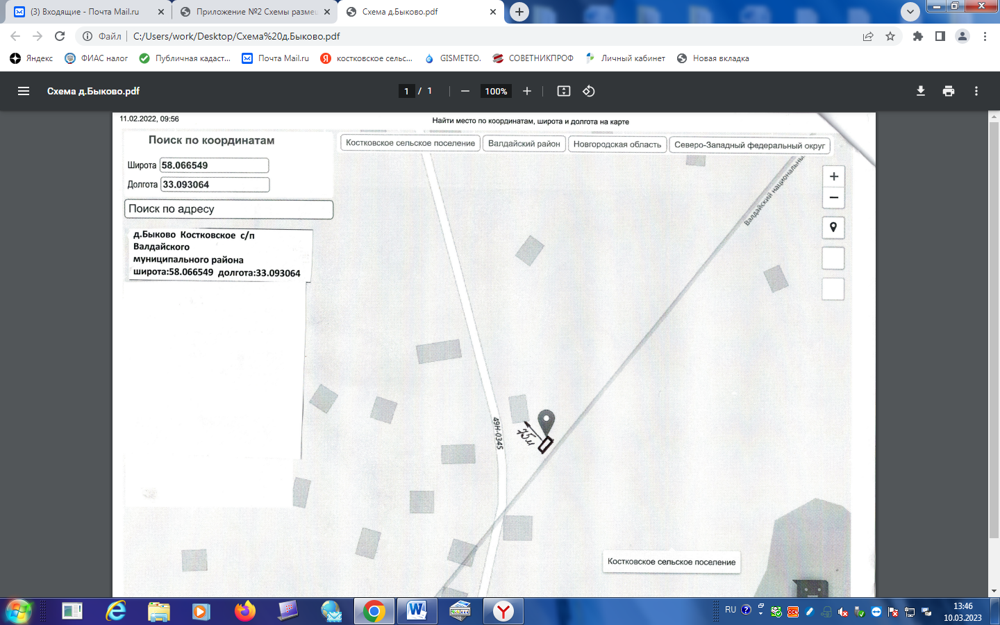 (3) Входящие - Почта Mail.ru
Приложение №2 Схемы размещ
Схема д.Быково.pdf
Файл
C:/Users/work/Desktop/Схема%20д.Быково.pdf
Яндекс
ФИАС налог
Публичная кадаст...
Почта Mail.ru
костковское сельс...
GISMETEO.
СОВЕТНИКПРОФ
Личный кабинет
Новая вкладка
Схема д.Быково.pdf
1 / 1
100%
11.02.2022, 09:56
Найти место по координатам, широта и долгота на карте
Поиск по координатам
Широта 58.066549
Долгота 33.093064
Поиск по адресу
д.Быково Костковское с/п
Валдайского
муниципального района
широта:58.066549 долгота:33.093064
Костковское сельское поселение
Валдайский район
Новгородская область
Северо-Западный федеральный округ
Валдайский национальны
49Н-0345
75м
Костковское сельское поселение
RU
13:46
10.03.2023